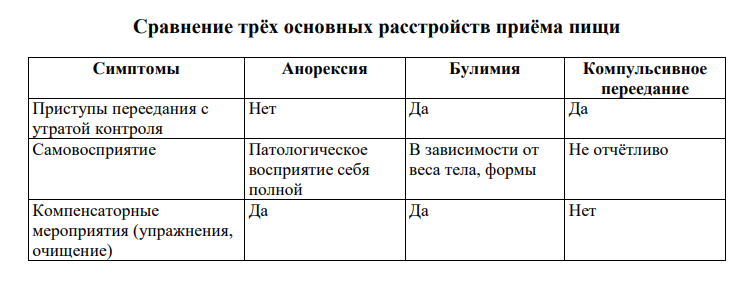 Сравнение трёх основных расстройств приёма пищи
Симптомы Анорексия Булимия Компульсивное
переедание
Приступы переедания с Нет Да Да
утратой контроля
Самовосприятие Патологическое В зависимости от Не отчётливо
восприятие себя веса тела, формы
полной
Компенсаторные Да Да Нет
мероприятия (упражнения,
очищение)